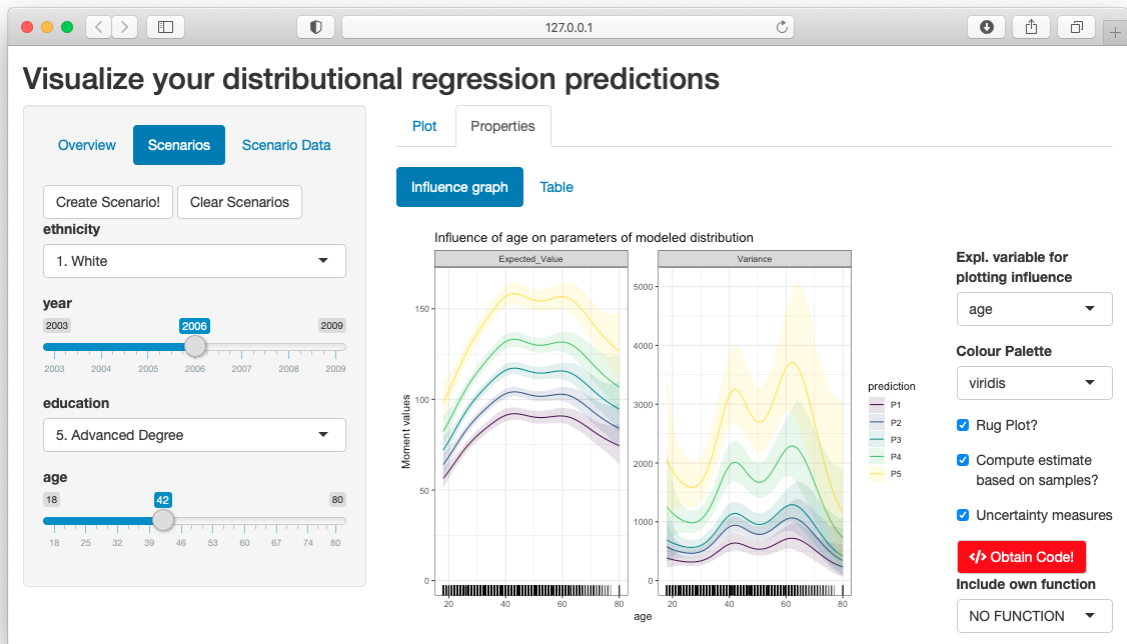 127.0.0.1
Visualize your distributional regression predictions
Overview
Scenarios
Scenario Data
Create Scenario!
Clear Scenarios
ethnicity
1. White
year
2003
2006
2009
2003 2004 2005 2006 2007 2008 2009
education
5. Advanced Degree
age
18
42
80
18 25 32 39 46 53 60 67 74 80
Plot
Properties
Influence graph
Table
Influence of age on parameters of modeled distribution
Expected_Value
Variance
Moment values
150
100
50
0
20 40 60 80
5000
4000
3000
2000
1000
0
20 40 60 80
age
prediction
P1
P2
P3
P4
P5
Expl. variable for
plotting influence
age
Colour Palette
viridis
Rug Plot?
Compute estimate
based on samples?
Uncertainty measures
</> Obtain Code!
Include own function
NO FUNCTION